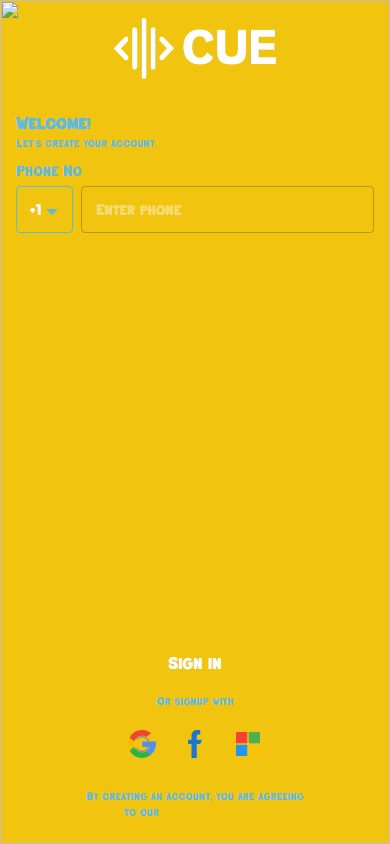 CUE
Welcome!
Let's create your account
Phone No
+1
Enter phone
Sign in
Or signup with
By creating an account, you are agreeing
to our